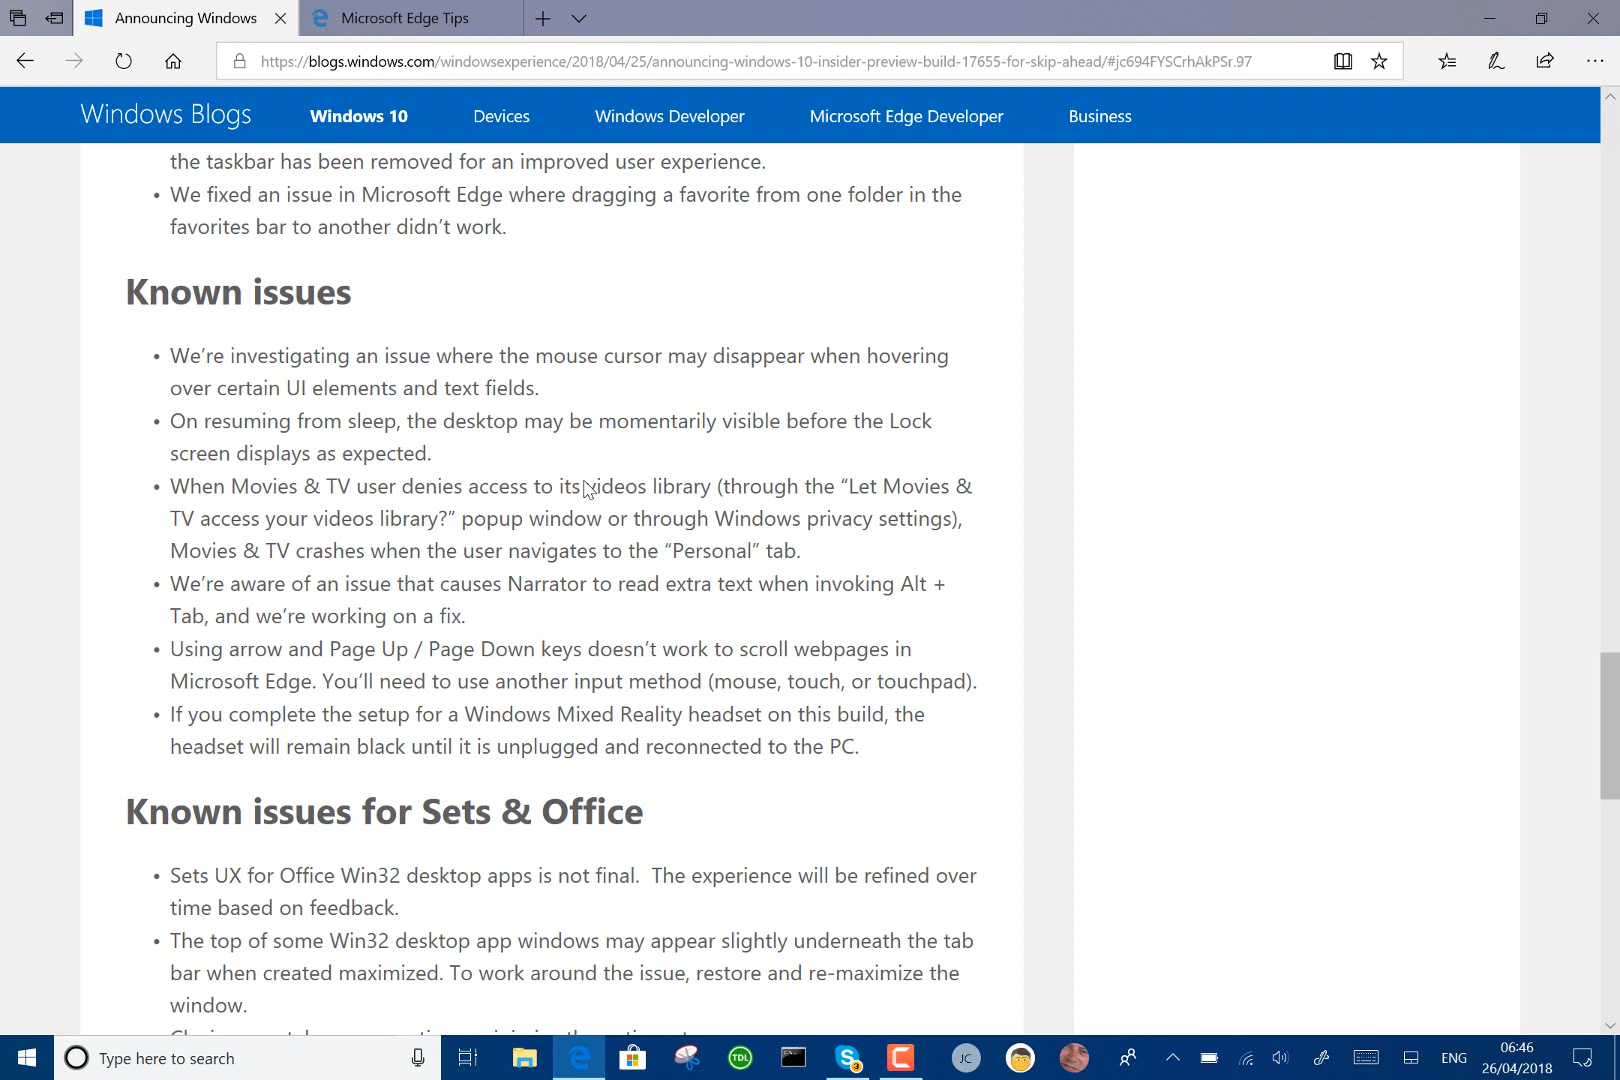 Announcing Windows
Microsoft Edge Tips
https://blogs.windows.com/windowsexperience/2018/04/25/announcing-windows-10-insider-preview-build-17655-for-skip-ahead/#jc694FYSCrhAkPSr.97
Windows Blogs
Windows 10
Devices
Windows Developer
Microsoft Edge Developer
Business
the taskbar has been removed for an improved user experience.
• We fixed an issue in Microsoft Edge where dragging a favorite from one folder in the
favorites bar to another didn’t work.
Known issues
• We’re investigating an issue where the mouse cursor may disappear when hovering
over certain UI elements and text fields.
• On resuming from sleep, the desktop may be momentarily visible before the Lock
screen displays as expected.
• When Movies & TV user denies access to its videos library (through the “Let Movies &
TV access your videos library?” popup window or through Windows privacy settings),
Movies & TV crashes when the user navigates to the “Personal” tab.
• We’re aware of an issue that causes Narrator to read extra text when invoking Alt +
Tab, and we’re working on a fix.
• Using arrow and Page Up / Page Down keys doesn’t work to scroll webpages in
Microsoft Edge. You’ll need to use another input method (mouse, touch, or touchpad).
• If you complete the setup for a Windows Mixed Reality headset on this build, the
headset will remain black until it is unplugged and reconnected to the PC.
Known issues for Sets & Office
• Sets UX for Office Win32 desktop apps is not final.  The experience will be refined over
time based on feedback.
• The top of some Win32 desktop app windows may appear slightly underneath the tab
bar when created maximized. To work around the issue, restore and re-maximize the
window.
Type here to search
TDL
3
JC
ENG
06:46
26/04/2018